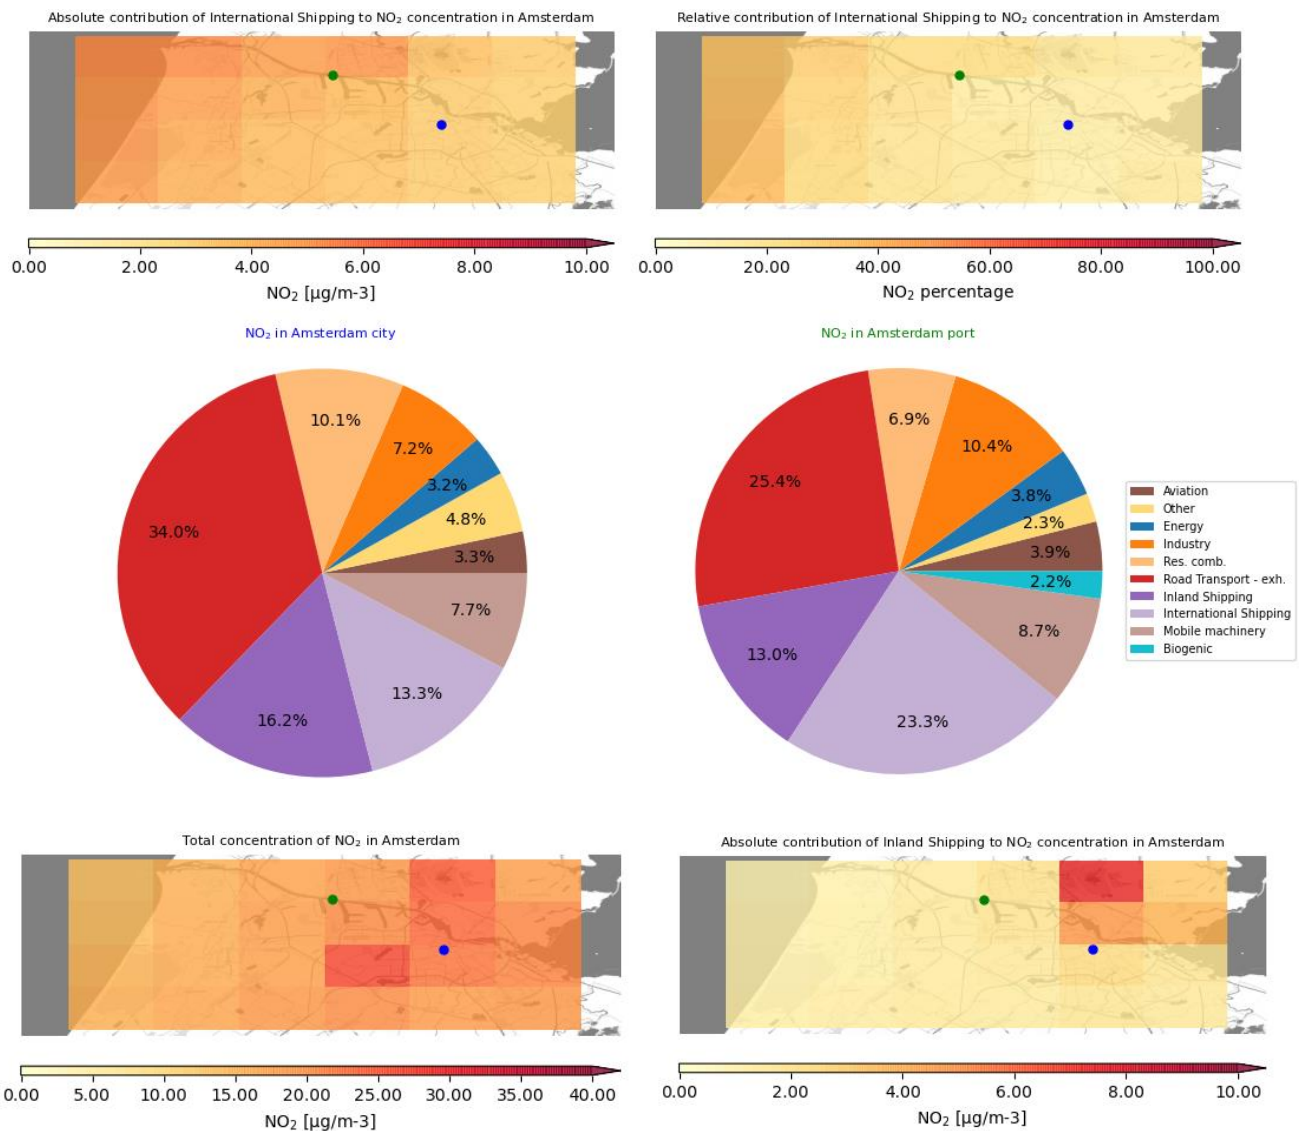 Absolute contribution of International Shipping to NO₂ concentration in Amsterdam
Relative contribution of International Shipping to NO₂ concentration in Amsterdam
0.00 2.00 4.00 6.00 8.00 10.00
NO₂ [μg/m-3]
0.00 20.00 40.00 60.00 80.00 100.00
NO₂ percentage
NO₂ in Amsterdam city
10.1%
7.2%
3.2%
4.8%
3.3%
34.0%
7.7%
13.3%
16.2%
NO₂ in Amsterdam port
6.9%
10.4%
3.8%
2.3%
3.9%
25.4%
2.2%
8.7%
13.0%
23.3%
Aviation
Other
Energy
Industry
Res. comb.
Road Transport - exh.
Inland Shipping
International Shipping
Mobile machinery
Biogenic
Total concentration of NO₂ in Amsterdam
0.00 5.00 10.00 15.00 20.00 25.00 30.00 35.00 40.00
NO₂ [μg/m-3]
Absolute contribution of Inland Shipping to NO₂ concentration in Amsterdam
0.00 2.00 4.00 6.00 8.00 10.00
NO₂ [μg/m-3]